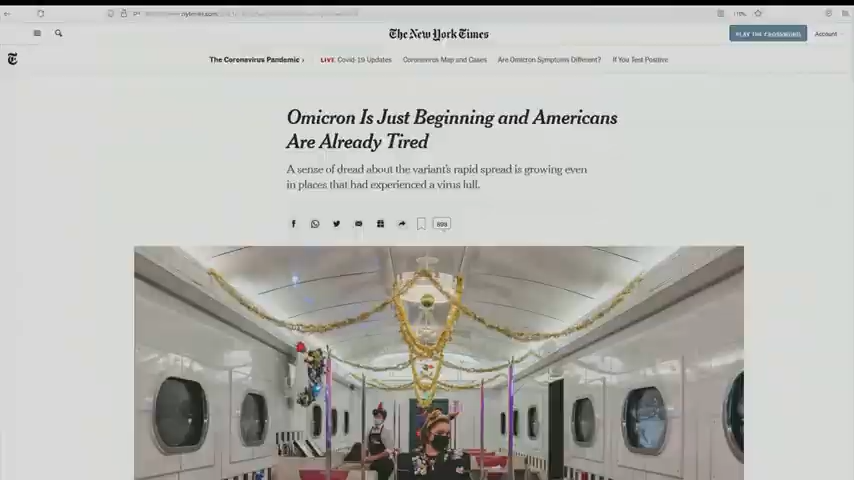 The New York Times
PLAY THE CROSSWORD
Account
The Coronavirus Pandemic ›
LIVE Covid-19 Updates
Coronavirus Map and Cases
Are Omicron Symptoms Different?
If You Test Positive
Omicron Is Just Beginning and Americans
Are Already Tired
A sense of dread about the variant's rapid spread is growing even
in places that had experienced a virus lull.